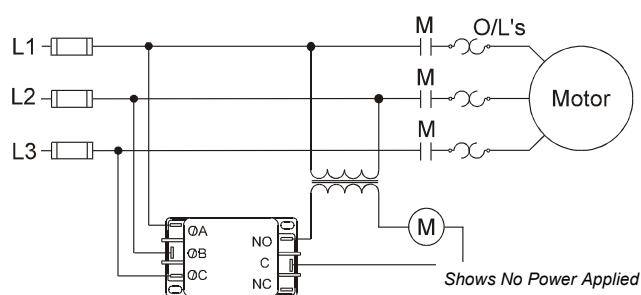 M
O/L's
L1
M
L2
Motor
M
L3
ØA
NO
M
ØB
C
ØC
NC
Shows No Power Applied